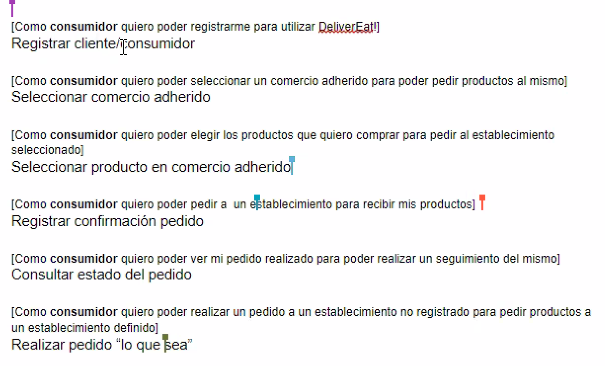 [Como consumidor quiero poder registrarme para utilizar DeliverEat!]
Registrar cliente/consumidor
[Como consumidor quiero poder seleccionar un comercio adherido para poder pedir productos al mismo]
Seleccionar comercio adherido
[Como consumidor quiero poder elegir los productos que quiero comprar para pedir al establecimiento
seleccionado]
Seleccionar producto en comercio adherido
[Como consumidor quiero poder pedir a un establecimiento para recibir mis productos]
Registrar confirmación pedido
[Como consumidor quiero poder ver mi pedido realizado para poder realizar un seguimiento del mismo]
Consultar estado del pedido
[Como consumidor quiero poder realizar un pedido a un establecimiento no registrado para pedir productos a
un establecimiento definido]
Realizar pedido “lo que sea”